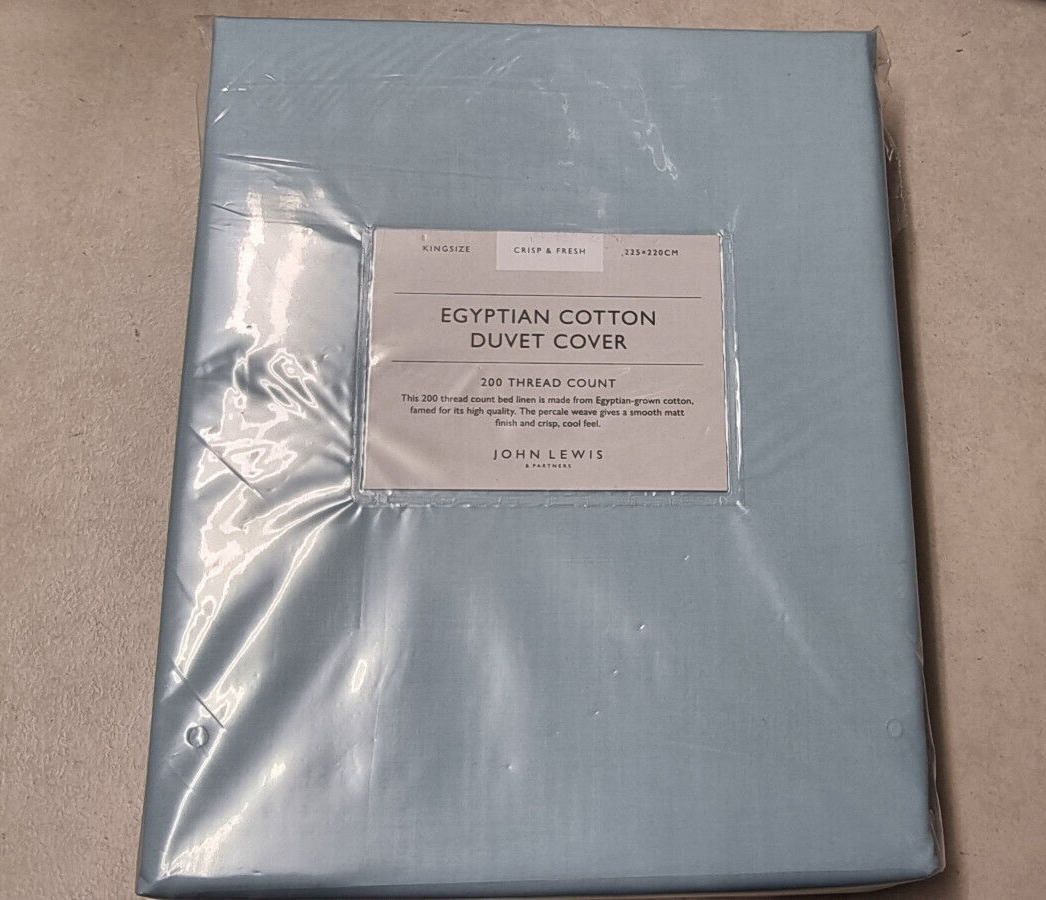 KINGSIZE CRISP & FRESH 225×220CM
EGYPTIAN COTTON
DUVET COVER
200 THREAD COUNT
This 200 thread count bed linen is made from Egyptian-grown cotton,
famed for its high quality. The percale weave gives a smooth matt
finish and crisp, cool feel.
JOHN LEWIS
& PARTNERS